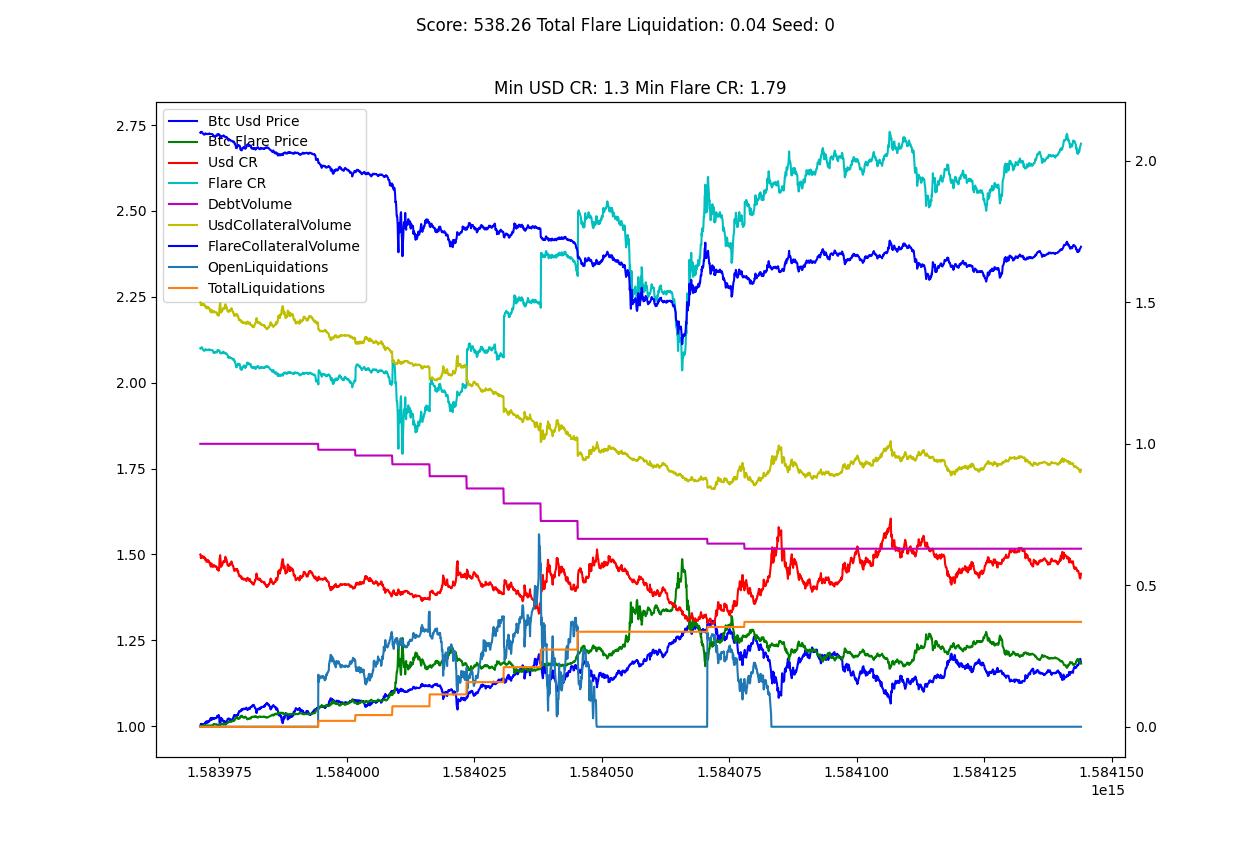 Score: 538.26 Total Flare Liquidation: 0.04 Seed: 0
Min USD CR: 1.3 Min Flare CR: 1.79
Btc Usd Price
Btc Flare Price
Usd CR
Flare CR
DebtVolume
UsdCollateralVolume
FlareCollateralVolume
OpenLiquidations
TotalLiquidations
2.75
2.50
2.25
2.00
1.75
1.50
1.25
1.00
2.0
1.5
1.0
0.5
0.0
1.583975 1.584000 1.584025 1.584050 1.584075 1.584100 1.584125 1.584150
1e15